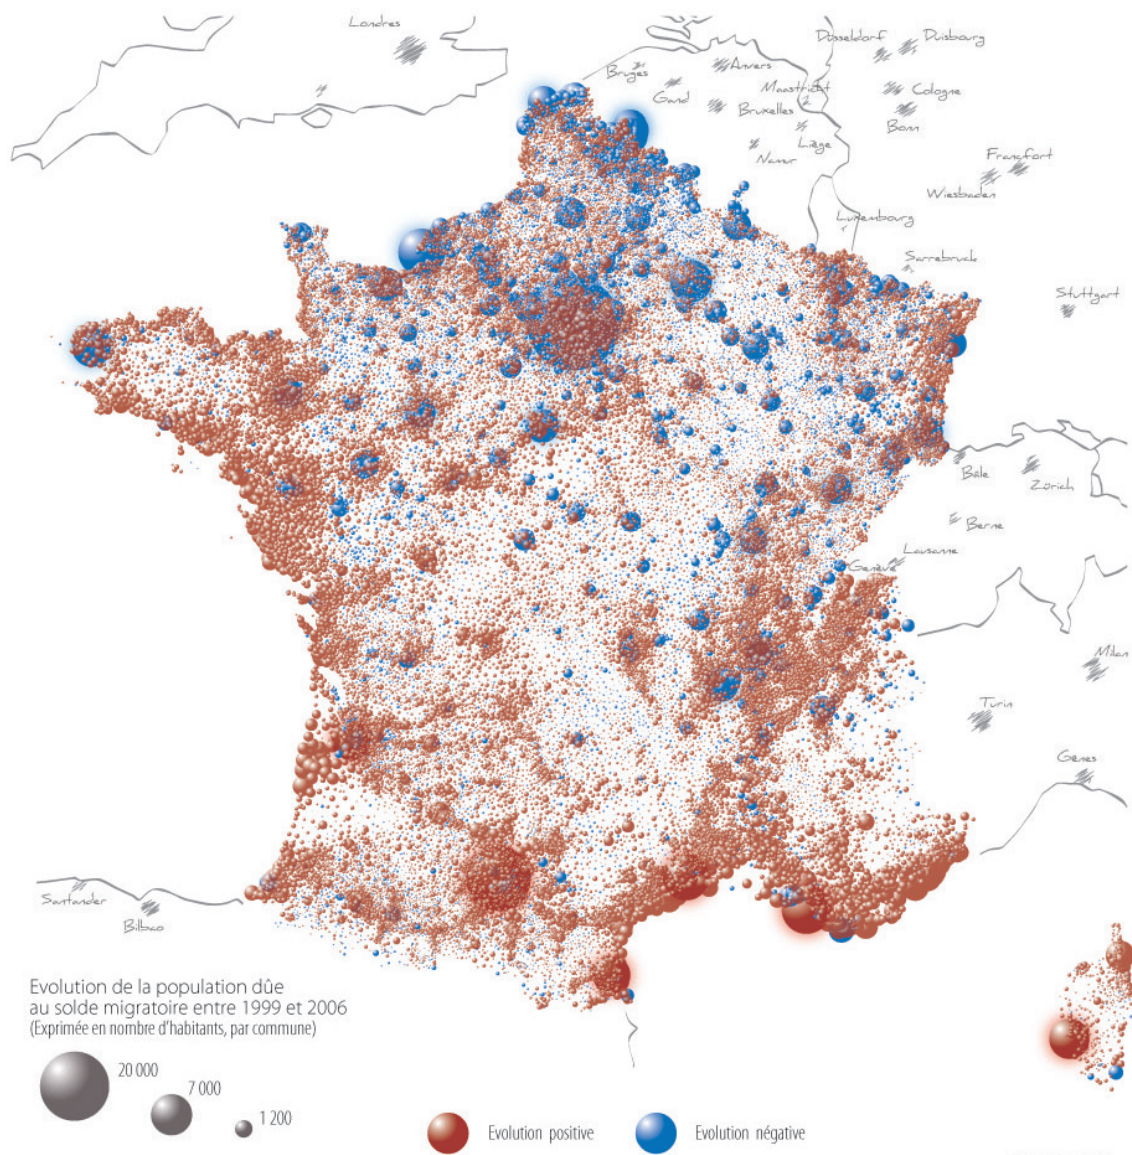 Londres
Dusseldorf
Duisbourg
Bruges
Anvers
Gand
Maastricht
Cologne
Bruxelles
Bonn
Liège
Namur
Francfort
Wiesbaden
Luxembourg
Sarrebruck
Stuttgart
Bâle
Zürich
Berne
Lausanne
Genève
Milan
Turin
Gênes
Santander
Bilbao
Evolution de la population dûe
au solde migratoire entre 1999 et 2006
(Exprimée en nombre d'habitants, par commune)
20 000
7 000
1 200
Evolution positive
Evolution négative